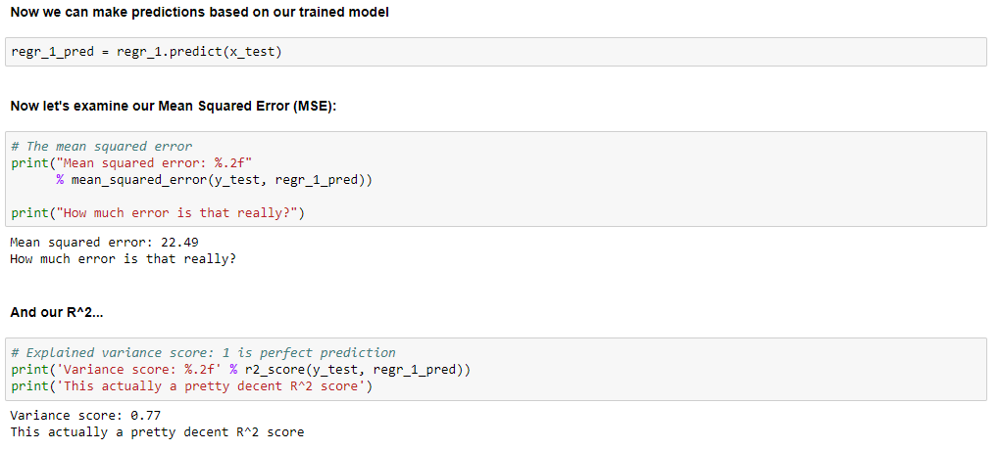 Now we can make predictions based on our trained model
regr_1_pred = regr_1.predict(x_test)
Now let's examine our Mean Squared Error (MSE):
# The mean squared error
print("Mean squared error: %.2f"
      % mean_squared_error(y_test, regr_1_pred))
print("How much error is that really?")
Mean squared error: 22.49
How much error is that really?
And our R^2...
# Explained variance score: 1 is perfect prediction
print('Variance score: %.2f' % r2_score(y_test, regr_1_pred))
print('This actually a pretty decent R^2 score')
Variance score: 0.77
This actually a pretty decent R^2 score